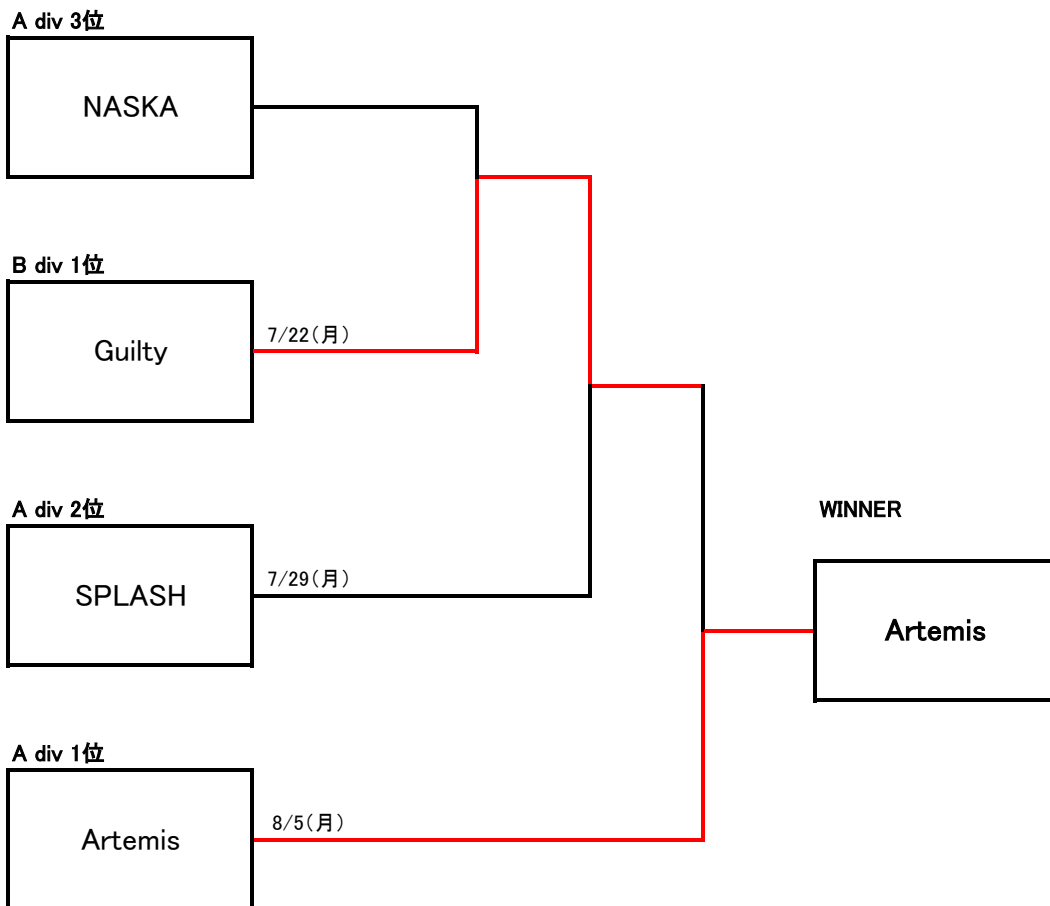 A div 3位
NASKA
B div 1位
Guilty
7/22(月)
A div 2位
SPLASH
7/29(月)
WINNER
Artemis
A div 1位
Artemis
8/5(月)